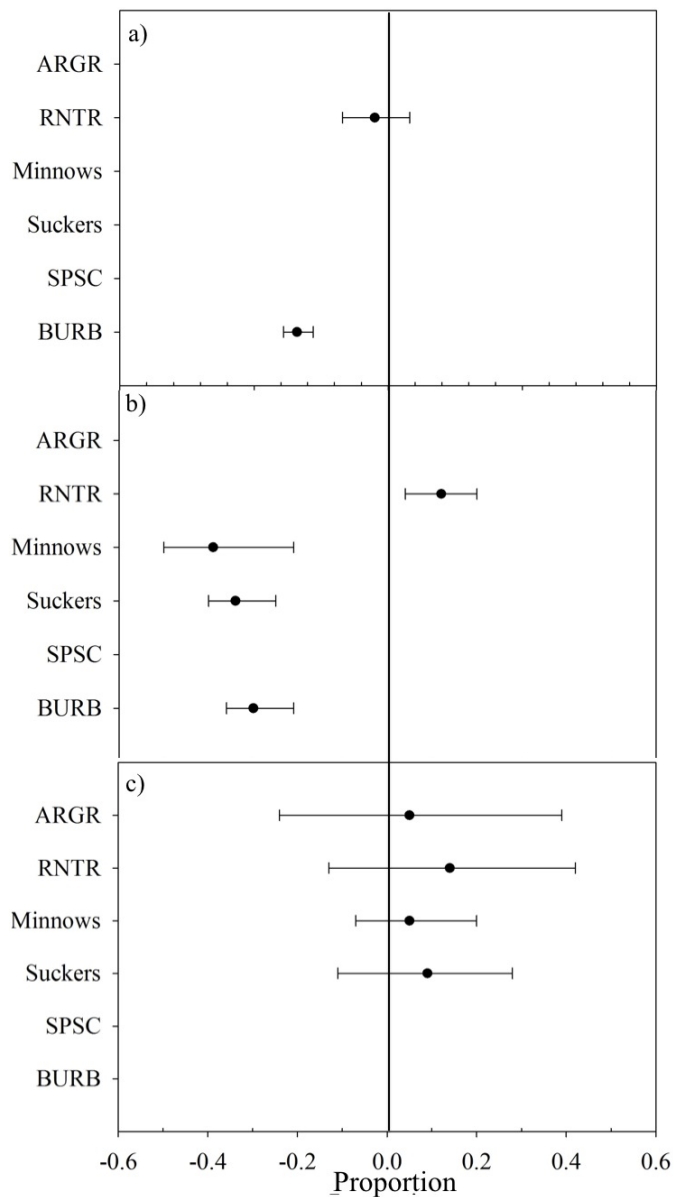 a)
ARGR
RNTR
Minnows
Suckers
SPSC
BURB
b)
ARGR
RNTR
Minnows
Suckers
SPSC
BURB
c)
ARGR
RNTR
Minnows
Suckers
SPSC
BURB
-0.6 -0.4 -0.2 0.0 0.2 0.4 0.6
Proportion